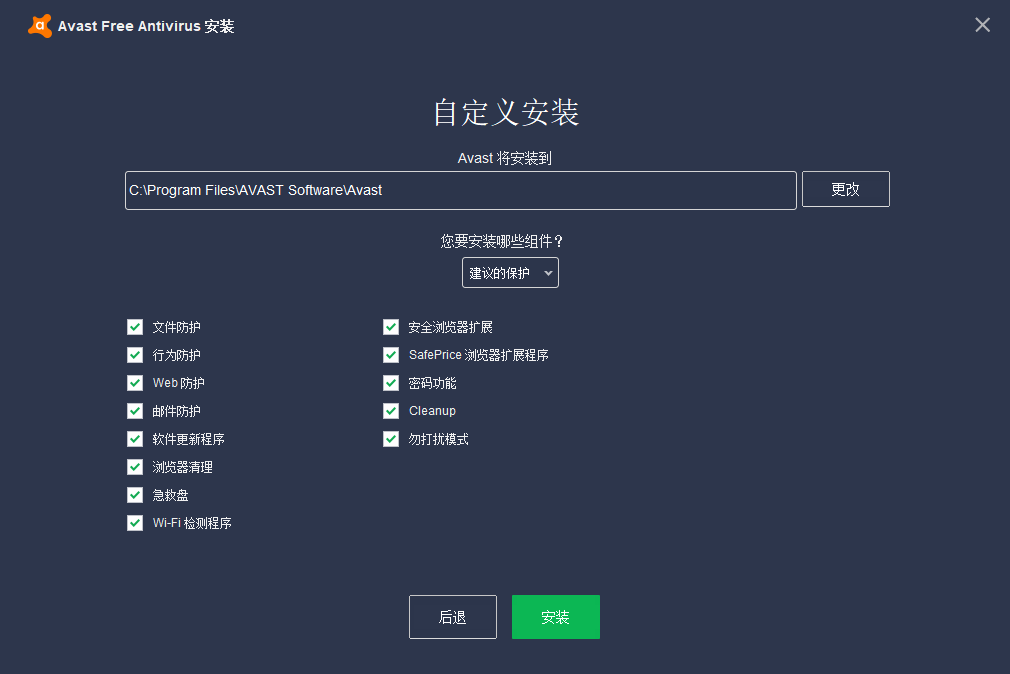 Avast Free Antivirus 安装
自定义安装
Avast 将安装到
C:\Program Files\AVAST Software\Avast
更改
您要安装哪些组件？
建议的保护
文件防护
行为防护
Web 防护
邮件防护
软件更新程序
浏览器清理
急救盘
Wi-Fi 检测程序
安全浏览器扩展
SafePrice 浏览器扩展程序
密码功能
Cleanup
勿打扰模式
后退
安装